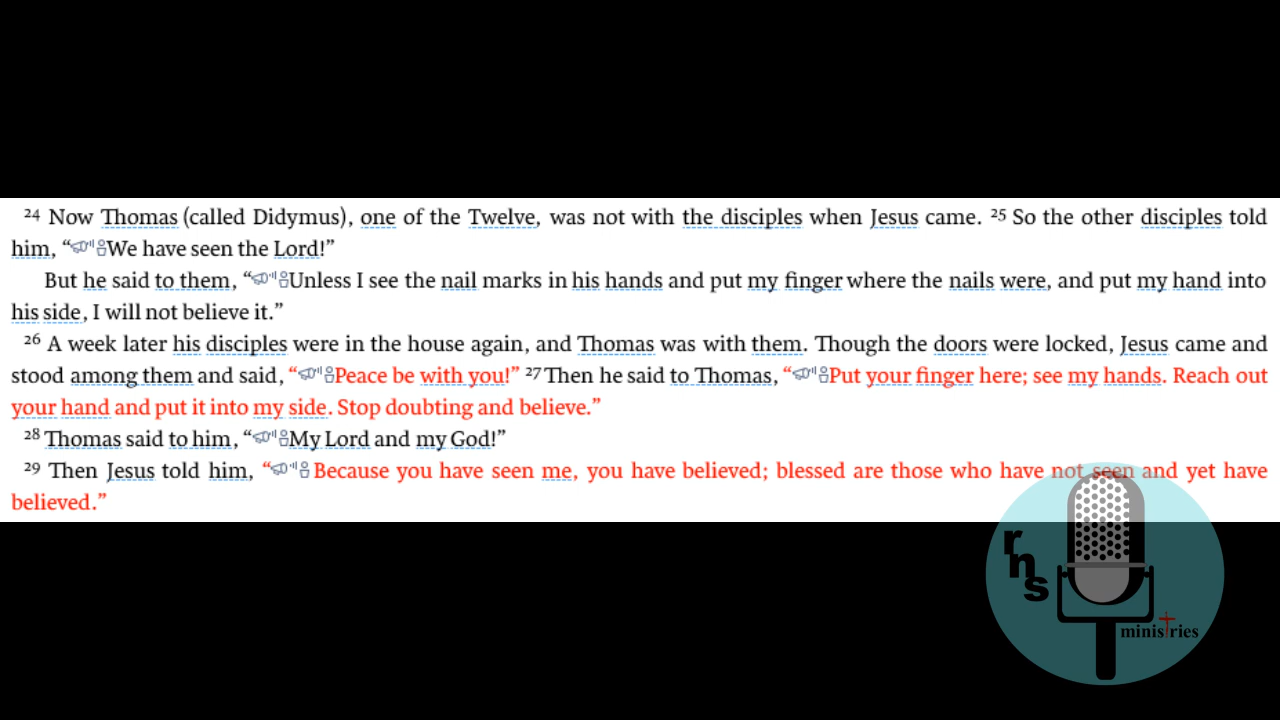 24 Now Thomas (called Didymus), one of the Twelve, was not with the disciples when Jesus came. 25 So the other disciples told
him, “We have seen the Lord!”
But he said to them, “Unless I see the nail marks in his hands and put my finger where the nails were, and put my hand into
his side, I will not believe it.”
26 A week later his disciples were in the house again, and Thomas was with them. Though the doors were locked, Jesus came and
stood among them and said, “Peace be with you!” 27 Then he said to Thomas, “Put your finger here; see my hands. Reach out
your hand and put it into my side. Stop doubting and believe.”
28 Thomas said to him, “My Lord and my God!”
29 Then Jesus told him, “Because you have seen me, you have believed; blessed are those who have not seen and yet have
believed.”
rns
ministries